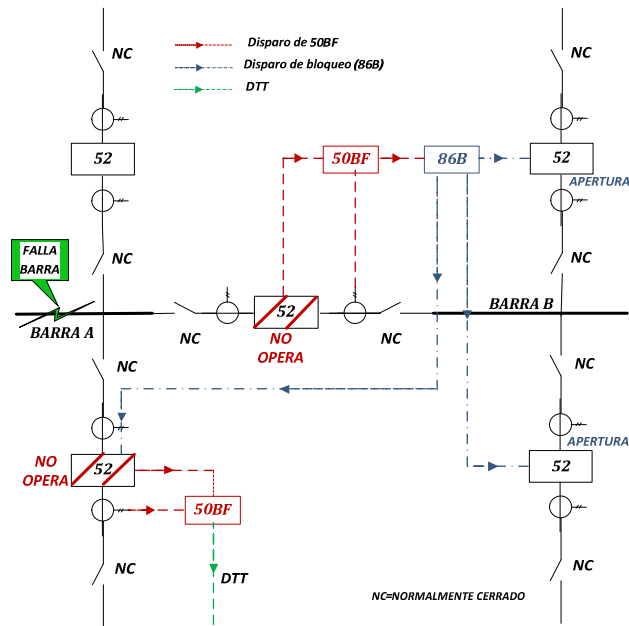 NC
Disparo de 50BF
Disparo de bloqueo (86B)
DTT
NC
52
50BF
86B
52
APERTURA
FALLA
BARRA
NC
NC
BARRA A
NC
52
NO
OPERA
NC
BARRA B
NC
NC
NO
OPERA
52
APERTURA
52
50BF
NC
DTT
NC
NC=NORMALMENTE CERRADO